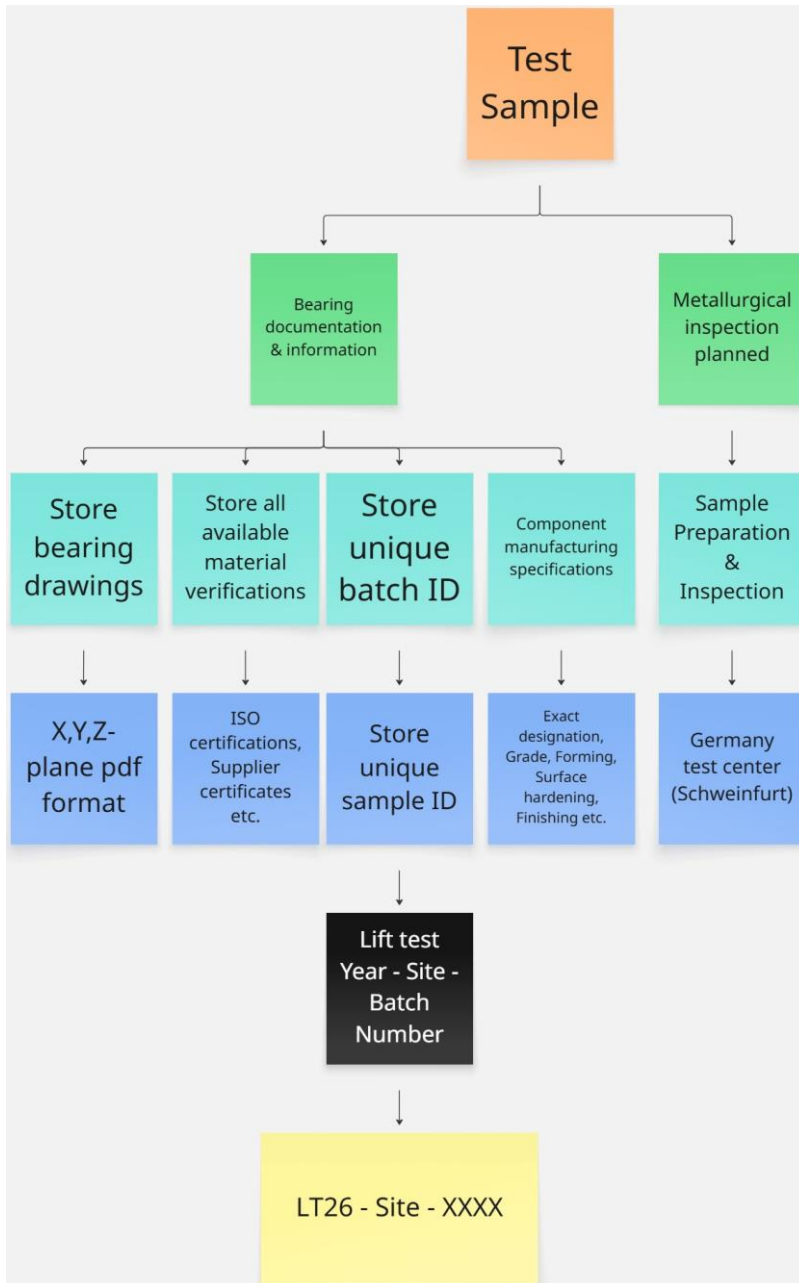 Test
Sample
Bearing
documentation
& information
Metallurgical
inspection
planned
Store
bearing
drawings
Store all
available
material
verifications
Store
unique
batch ID
Component
manufacturing
specifications
Sample
Preparation
&
Inspection
X,Y,Z-
plane pdf
format
ISO
certifications,
Supplier
certificates
etc.
Store
unique
sample ID
Exact
designation,
Grade, Forming,
Surface
hardening,
Finishing etc.
Germany
test center
(Schweinfurt)
Lift test
Year - Site -
Batch
Number
LT26 - Site - XXXX